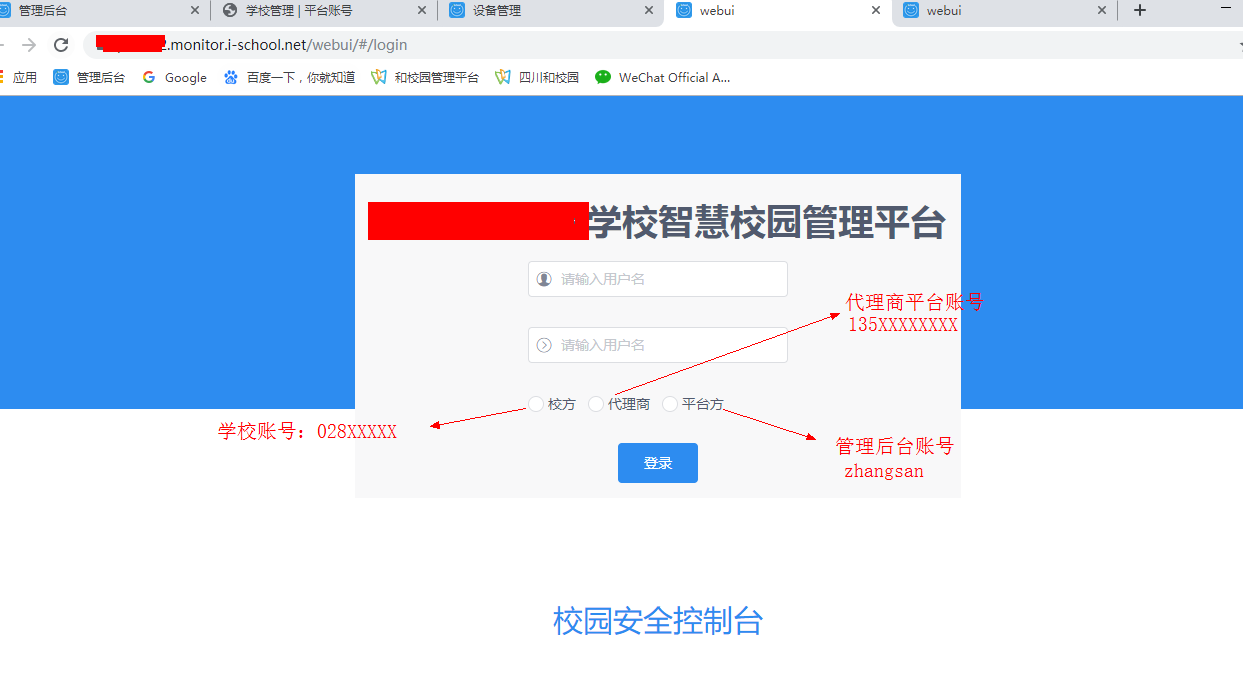 管理后台
学校管理 | 平台账号
设备管理
webui
webui
2.monitor.i-school.net/webui/#/login
应用
管理后台
Google
百度一下，你就知道
和校园管理平台
四川和校园
WeChat Official A...
学校智慧校园管理平台
请输入用户名
代理商平台账号
135XXXXXXXX
请输入用户名
校方
代理商
平台方
学校账号：028XXXXX
管理后台账号
zhangsan
登录
校园安全控制台